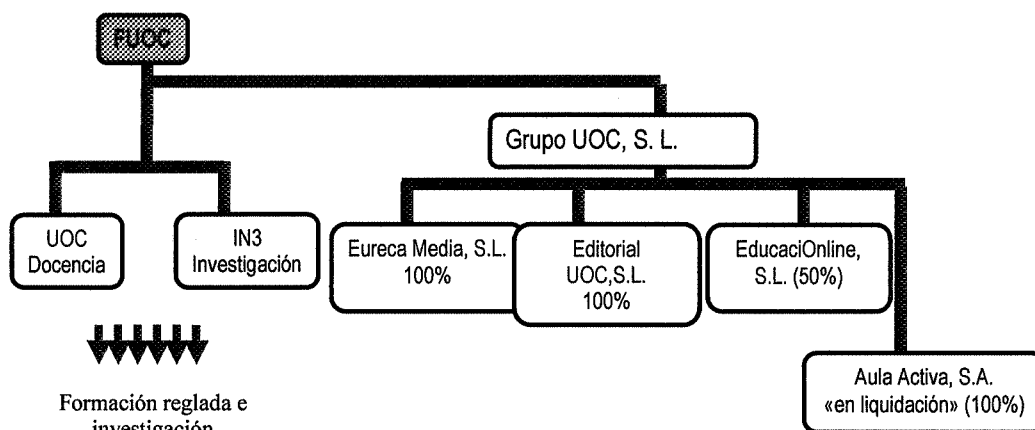 FUOC
Grupo UOC, S. L.
UOC
Docencia
IN3
Investigación
Eureca Media, S.L.
100%
Editorial
UOC,S.L.
100%
EducaciOnline,
S.L. (50%)
Aula Activa, S.A.
«en liquidación» (100%)
Formación reglada e
investigación